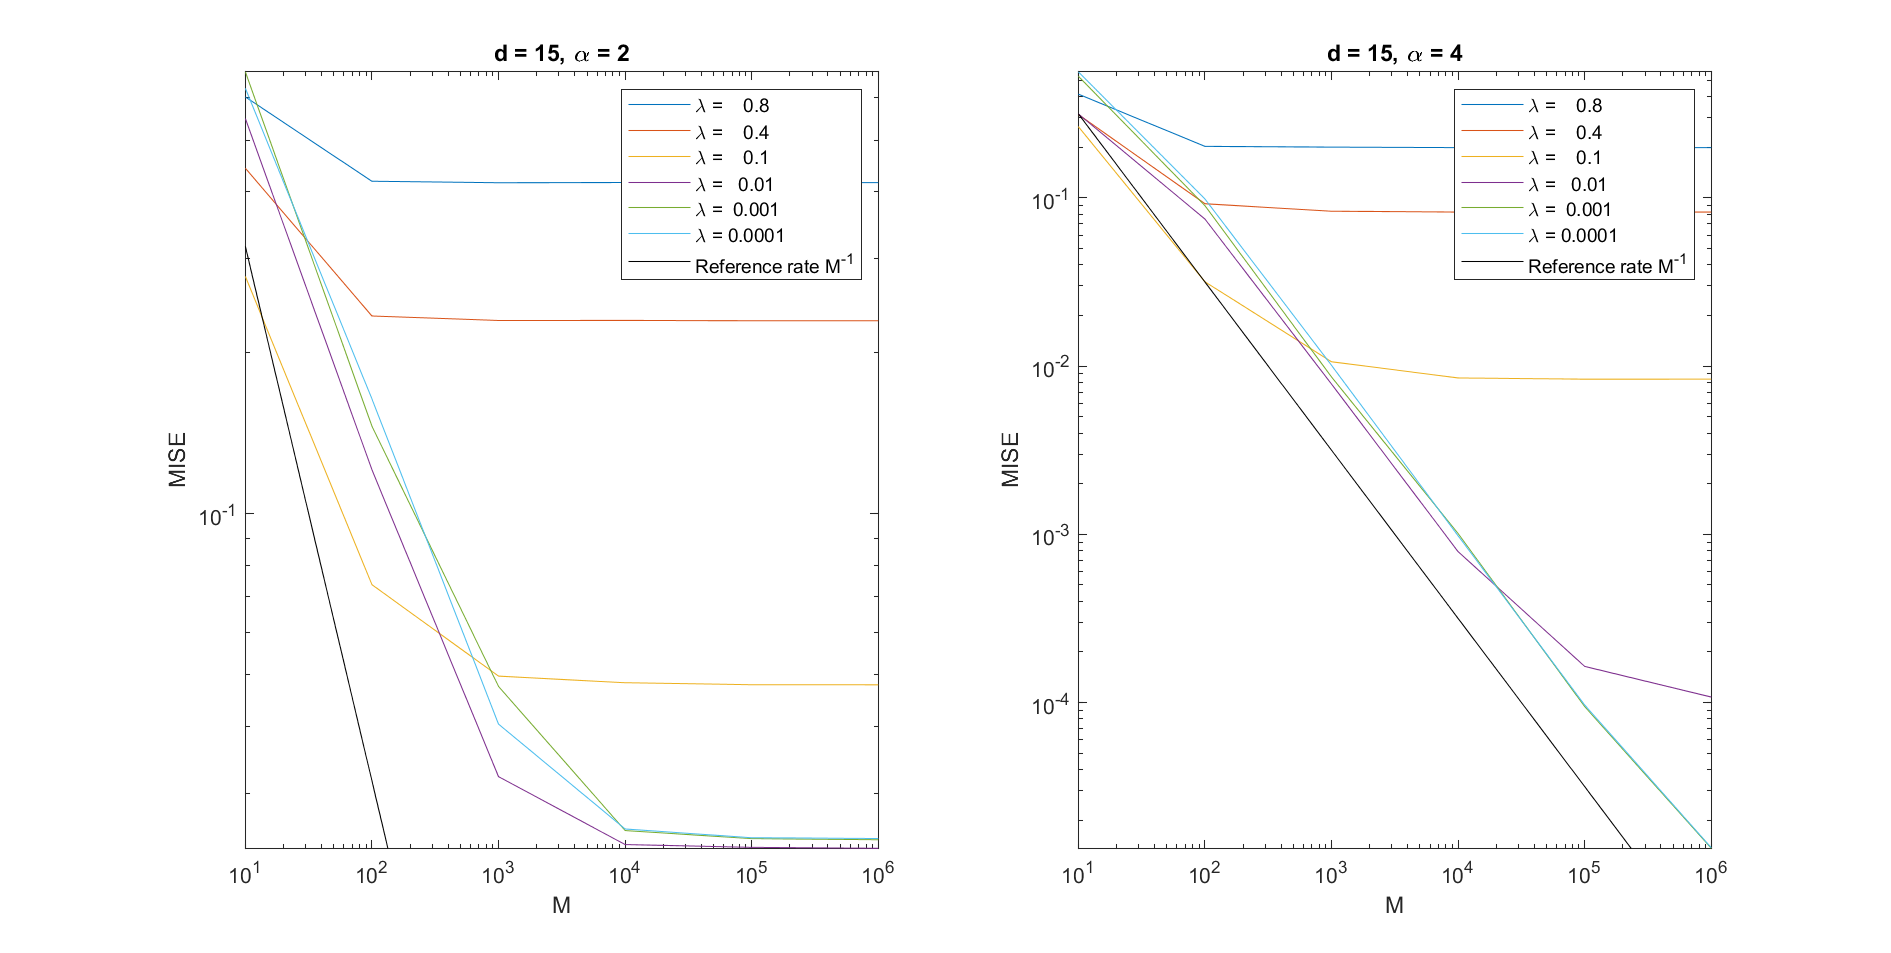 d = 15, α = 2
λ = 0.8
λ = 0.4
λ = 0.1
λ = 0.01
λ = 0.001
λ = 0.0001
Reference rate M⁻¹
MISE
10⁻¹
10¹ 10² 10³ 10⁴ 10⁵ 10⁶
M
d = 15, α = 4
λ = 0.8
λ = 0.4
λ = 0.1
λ = 0.01
λ = 0.001
λ = 0.0001
Reference rate M⁻¹
MISE
10⁻¹
10⁻²
10⁻³
10⁻⁴
10¹ 10² 10³ 10⁴ 10⁵ 10⁶
M